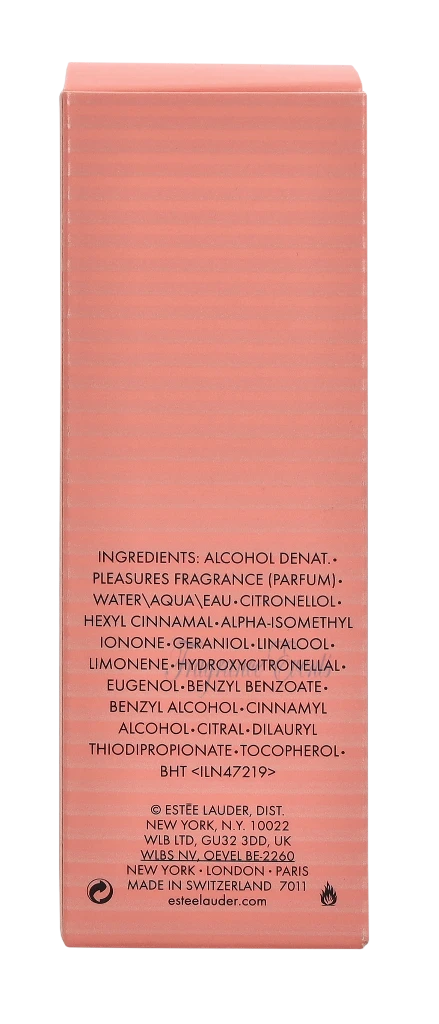 INGREDIENTS: ALCOHOL DENAT.•
PLEASURES FRAGRANCE (PARFUM)•
WATER\AQUA\EAU•CITRONELLOL•
HEXYL CINNAMAL•ALPHA-ISOMETHYL
IONONE•GERANIOL•LINALOOL•
LIMONENE•HYDROXYCITRONELLAL•
EUGENOL•BENZYL BENZOATE•
BENZYL ALCOHOL•CINNAMYL
ALCOHOL•CITRAL•DILAURYL
THIODIPROPIONATE•TOCOPHEROL•
BHT <ILN47219>
© ESTĒE LAUDER, DIST.
NEW YORK, N.Y. 10022
WLB LTD, GU32 3DD, UK
WLBS NV, OEVEL BE-2260
NEW YORK • LONDON • PARIS
MADE IN SWITZERLAND 7011
esteelauder.com